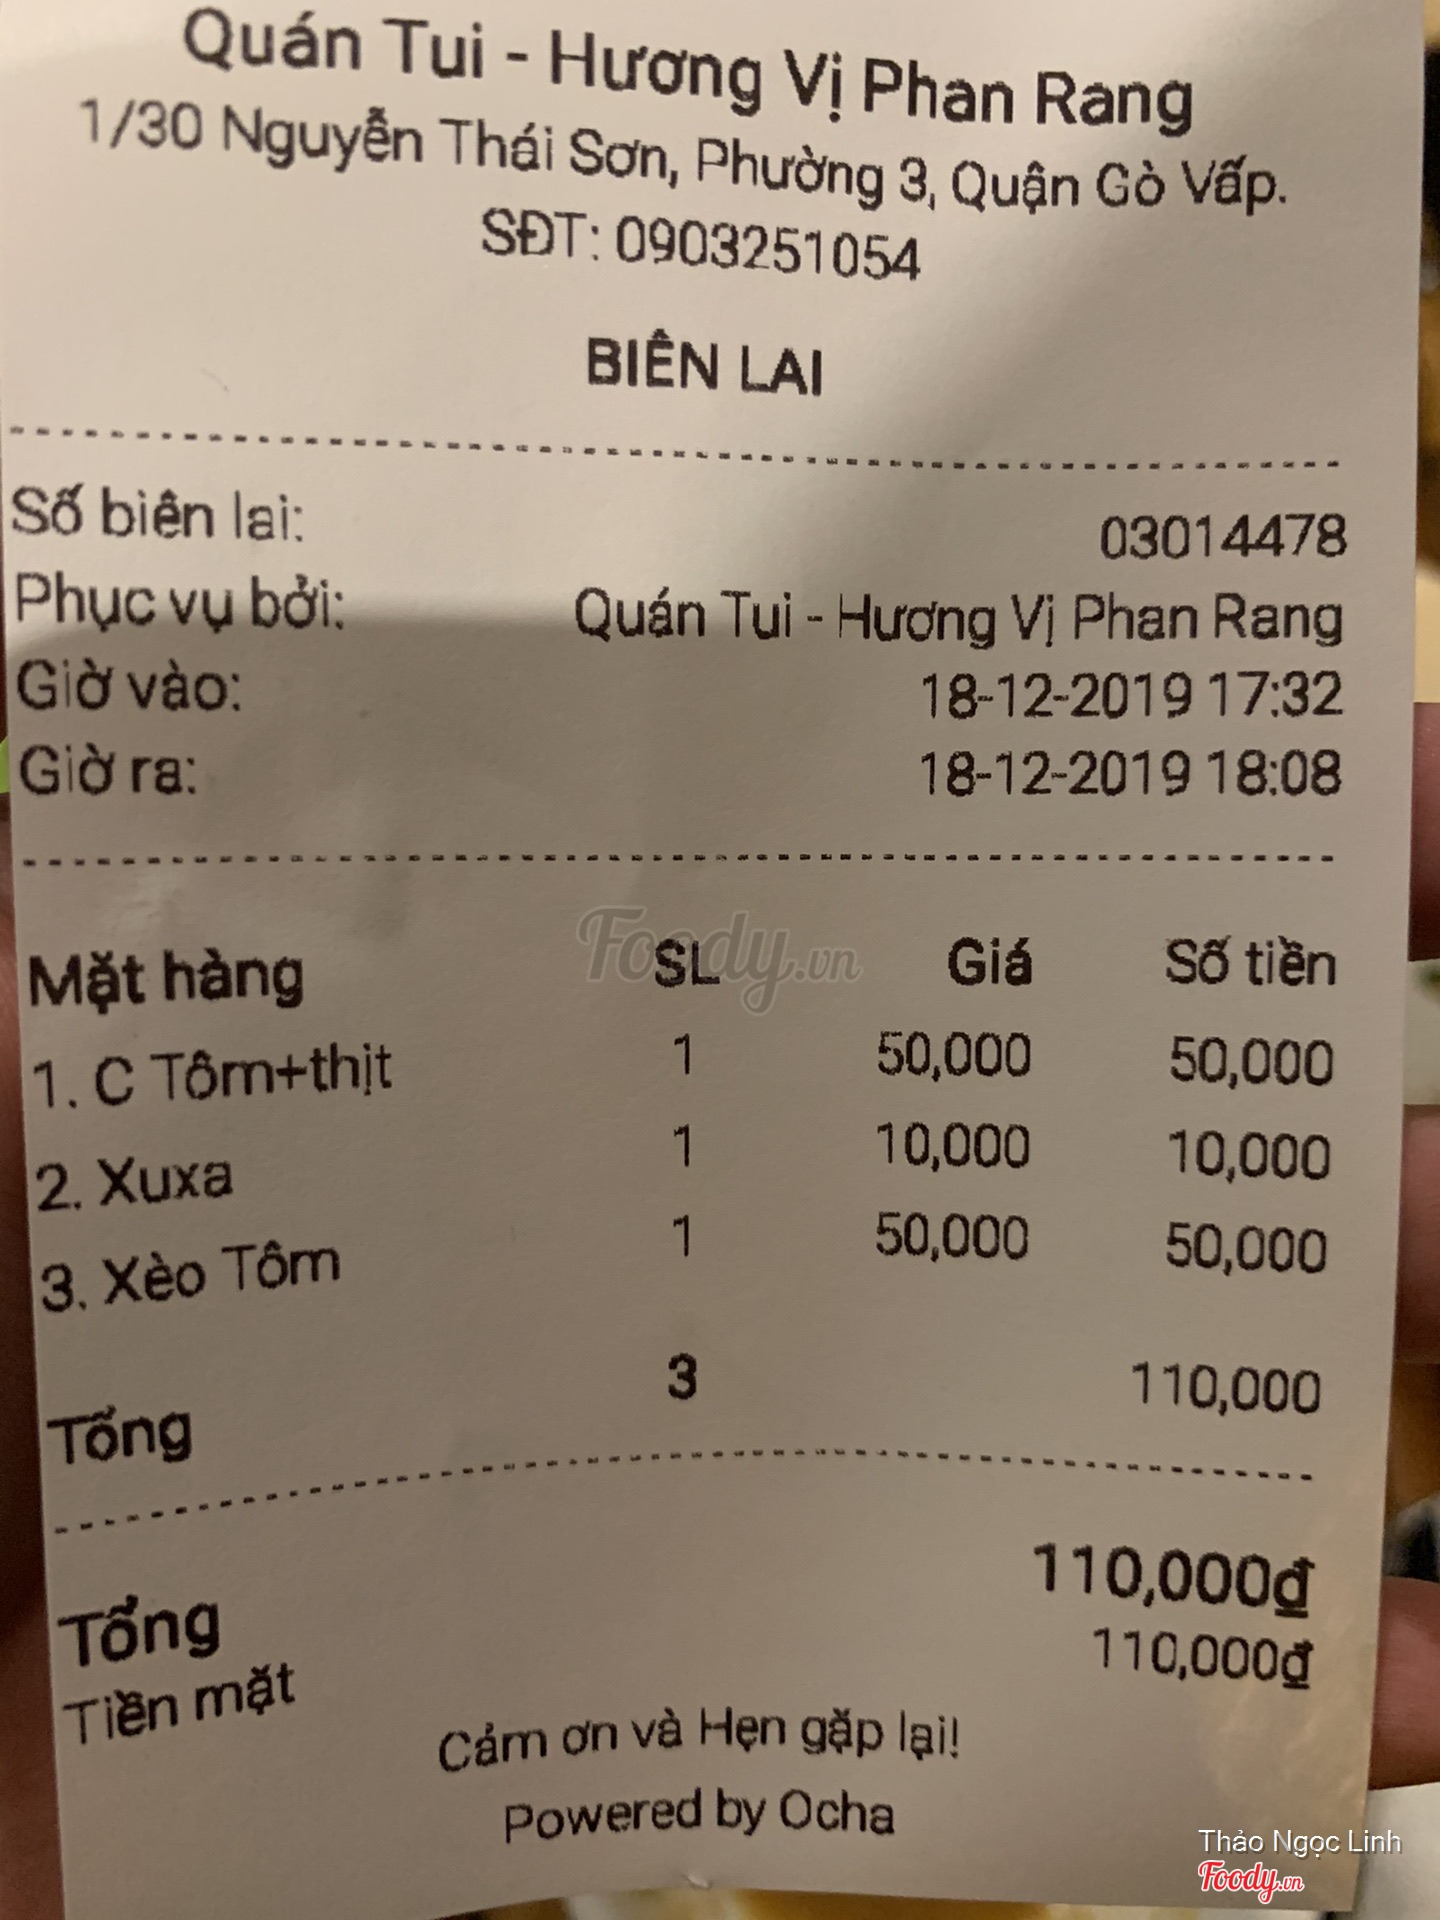 Quán Tui - Hương Vị Phan Rang
1/30 Nguyễn Thái Sơn, Phường 3, Quận Gò Vấp.
SĐT: 0903251054
BIÊN LAI
Số biên lai: 03014478
Phục vụ bởi: Quán Tui - Hương Vị Phan Rang
Giờ vào: 18-12-2019 17:32
Giờ ra: 18-12-2019 18:08
Foody.vn
Mặt hàng SL Giá Số tiền
1. C Tôm+thịt 1 50,000 50,000
2. Xuxa 1 10,000 10,000
3. Xèo Tôm 1 50,000 50,000
Tổng 3 110,000
Tổng 110,000₫
Tiền mặt 110,000₫
Cảm ơn và Hẹn gặp lại!
Powered by Ocha
Thảo Ngọc Linh
Foody.vn